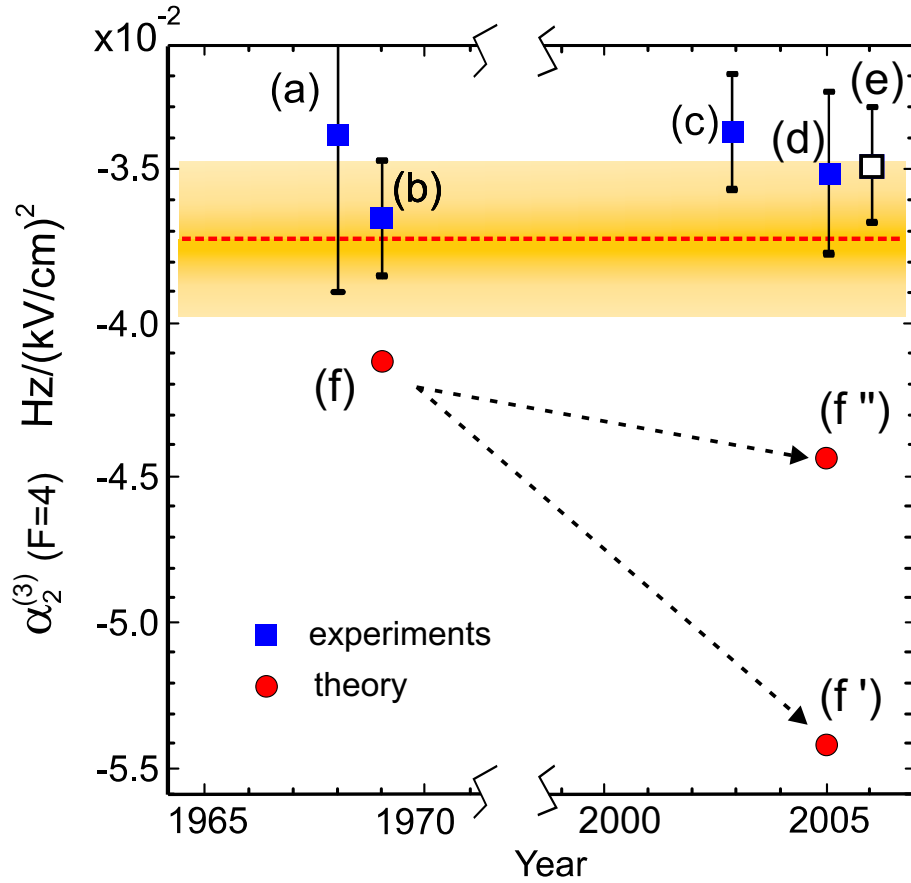 x10⁻²
(a)
(b)
(c)
(d)
(e)
-3.5
-4.0
-4.5
-5.0
-5.5
α₂⁽³⁾ (F=4) Hz/(kV/cm)²
(f)
(f '')
(f ')
experiments
theory
1965 1970 2000 2005
Year